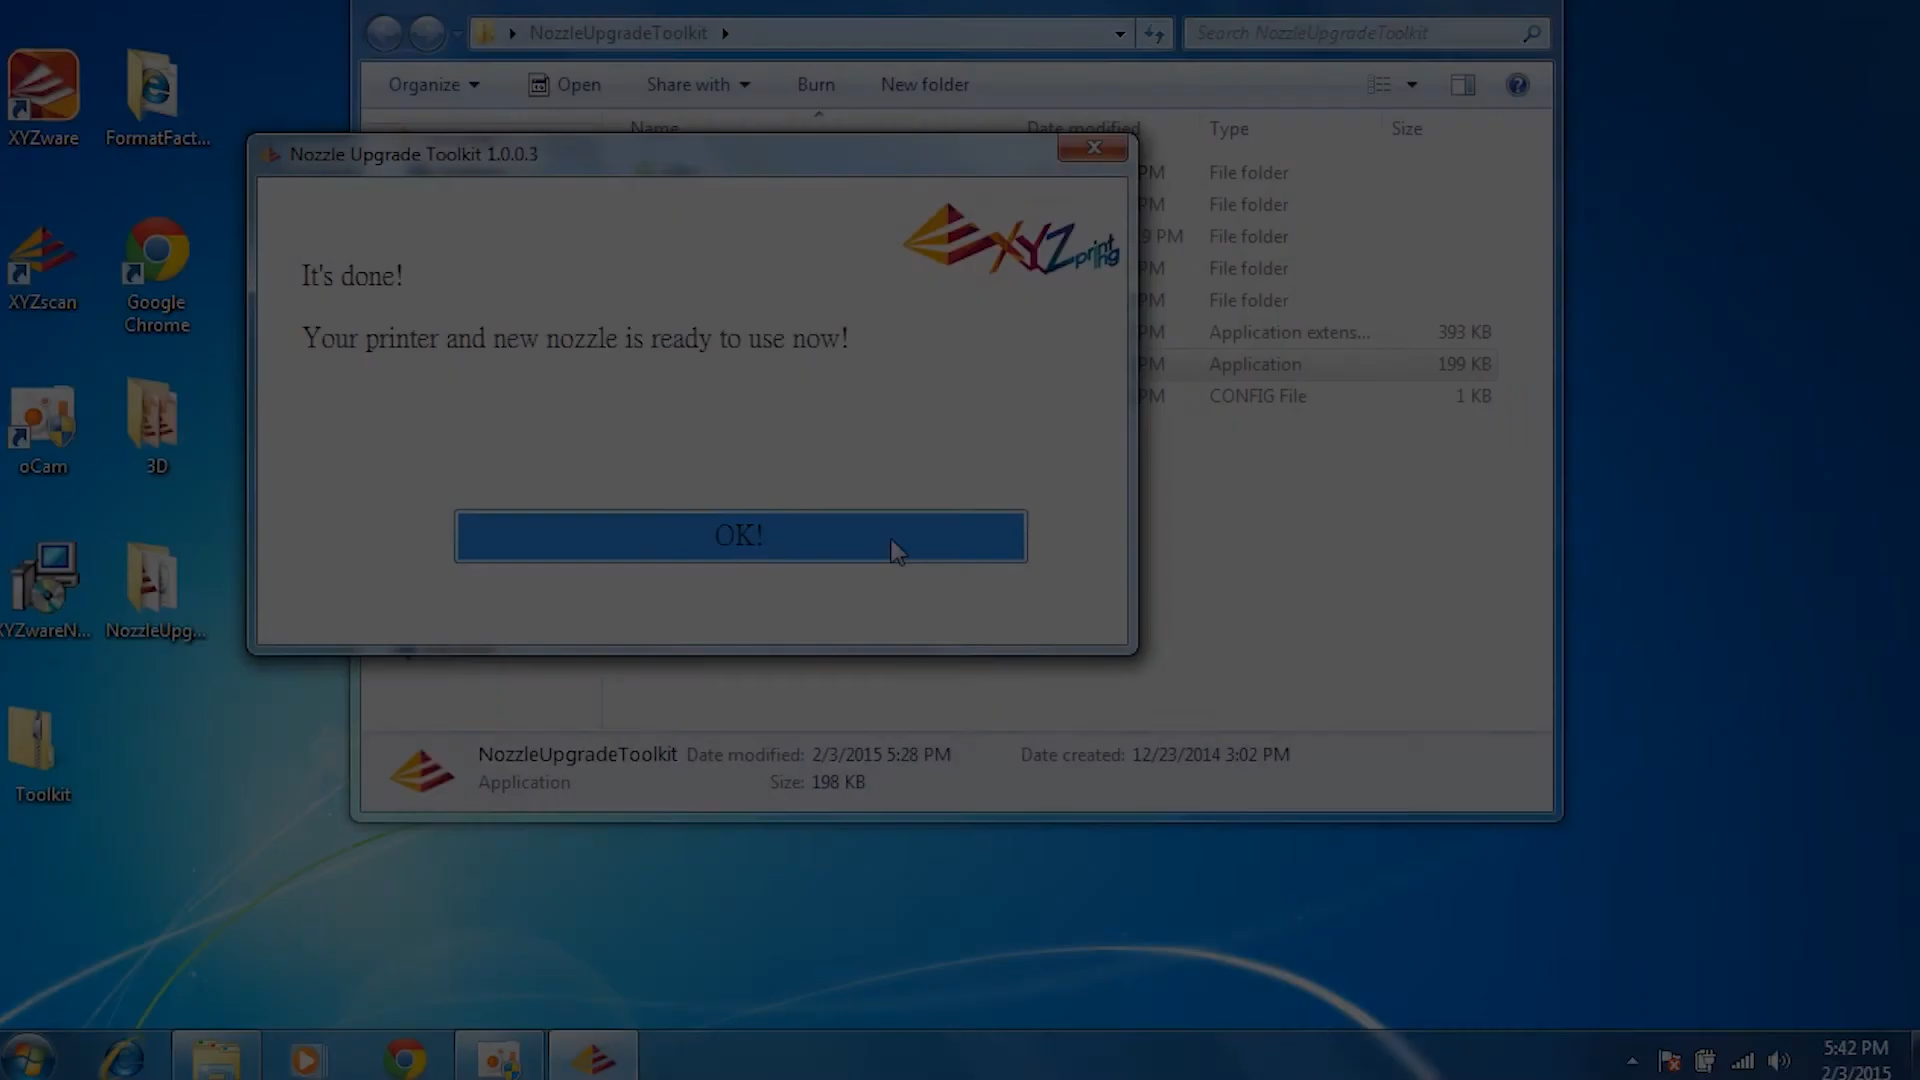 NozzleUpgradeToolkit
Search NozzleUpgradeToolkit
Organize
Open
Share with
Burn
New folder
Name
Date modified
Type
Size
PM File folder
PM File folder
9 PM File folder
PM File folder
PM File folder
PM Application extens... 393 KB
PM Application 199 KB
PM CONFIG File 1 KB
Nozzle Upgrade Toolkit 1.0.0.3
XYZprinting
It's done!
Your printer and new nozzle is ready to use now!
OK!
NozzleUpgradeToolkit Date modified: 2/3/2015 5:28 PM Date created: 12/23/2014 3:02 PM
Application Size: 198 KB
XYZware
FormatFact...
XYZscan
Google
Chrome
oCam
3D
XYZwareN...
NozzleUpg...
Toolkit
5:42 PM
2/3/2015